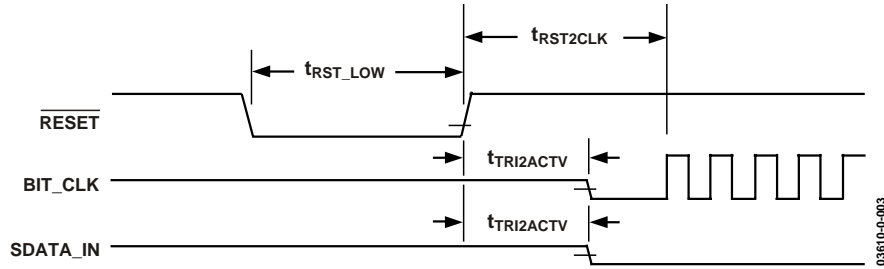 tRST2CLK
tRST_LOW
RESET
tTRI2ACTV
BIT_CLK
tTRI2ACTV
SDATA_IN
03610-0-003